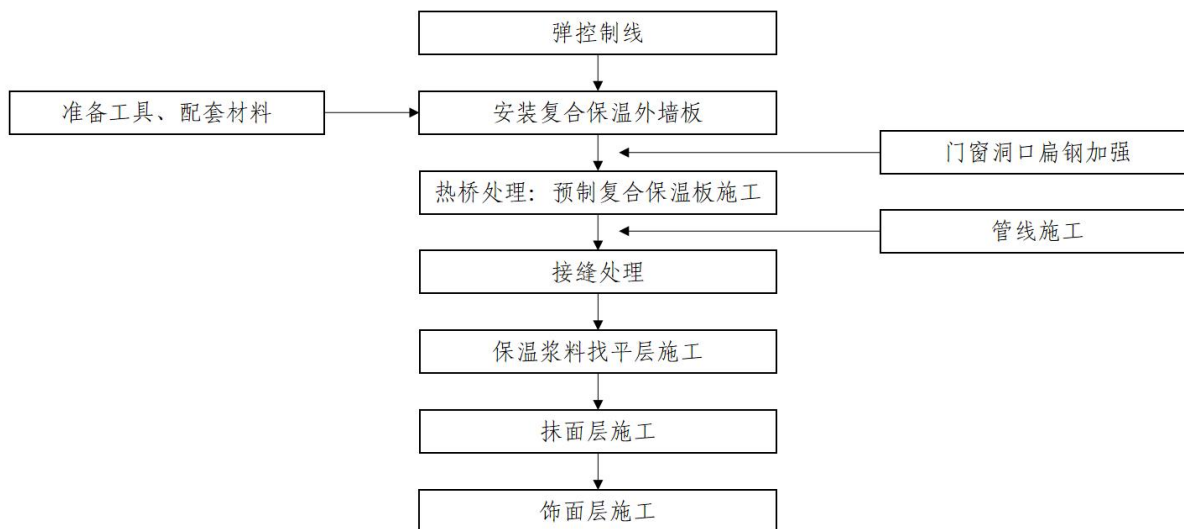 弹控制线
准备工具、配套材料
安装复合保温外墙板
门窗洞口扁钢加强
热桥处理：预制复合保温板施工
管线施工
接缝处理
保温浆料找平层施工
抹面层施工
饰面层施工